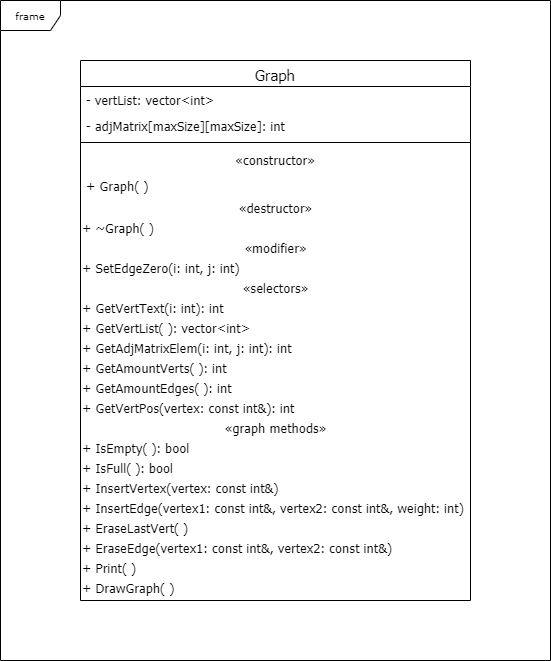 frame
Graph
- vertList: vector<int>
- adjMatrix[maxSize][maxSize]: int
«constructor»
+ Graph( )
«destructor»
+ ~Graph( )
«modifier»
+ SetEdgeZero(i: int, j: int)
«selectors»
+ GetVertText(i: int): int
+ GetVertList( ): vector<int>
+ GetAdjMatrixElem(i: int, j: int): int
+ GetAmountVerts( ): int
+ GetAmountEdges( ): int
+ GetVertPos(vertex: const int&): int
«graph methods»
+ IsEmpty( ): bool
+ IsFull( ): bool
+ InsertVertex(vertex: const int&)
+ InsertEdge(vertex1: const int&, vertex2: const int&, weight: int)
+ EraseLastVert( )
+ EraseEdge(vertex1: const int&, vertex2: const int&)
+ Print( )
+ DrawGraph( )